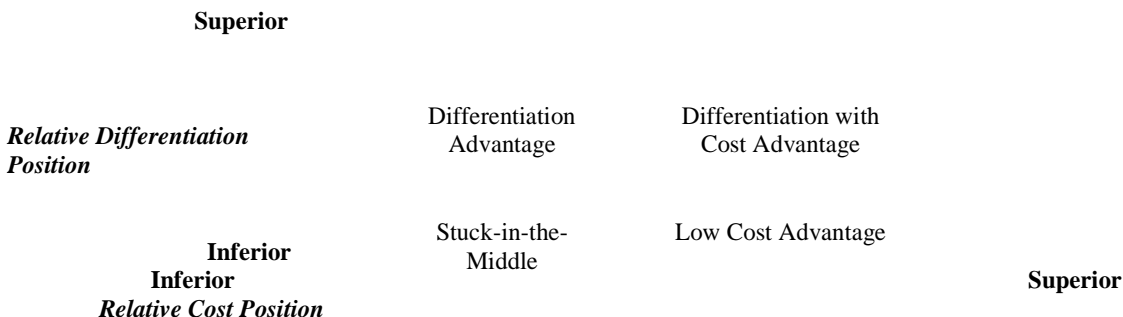 Superior
Differentiation
Advantage
Differentiation with
Cost Advantage
Relative Differentiation
Position
Stuck-in-the-
Middle
Low Cost Advantage
Inferior
Inferior
Superior
Relative Cost Position